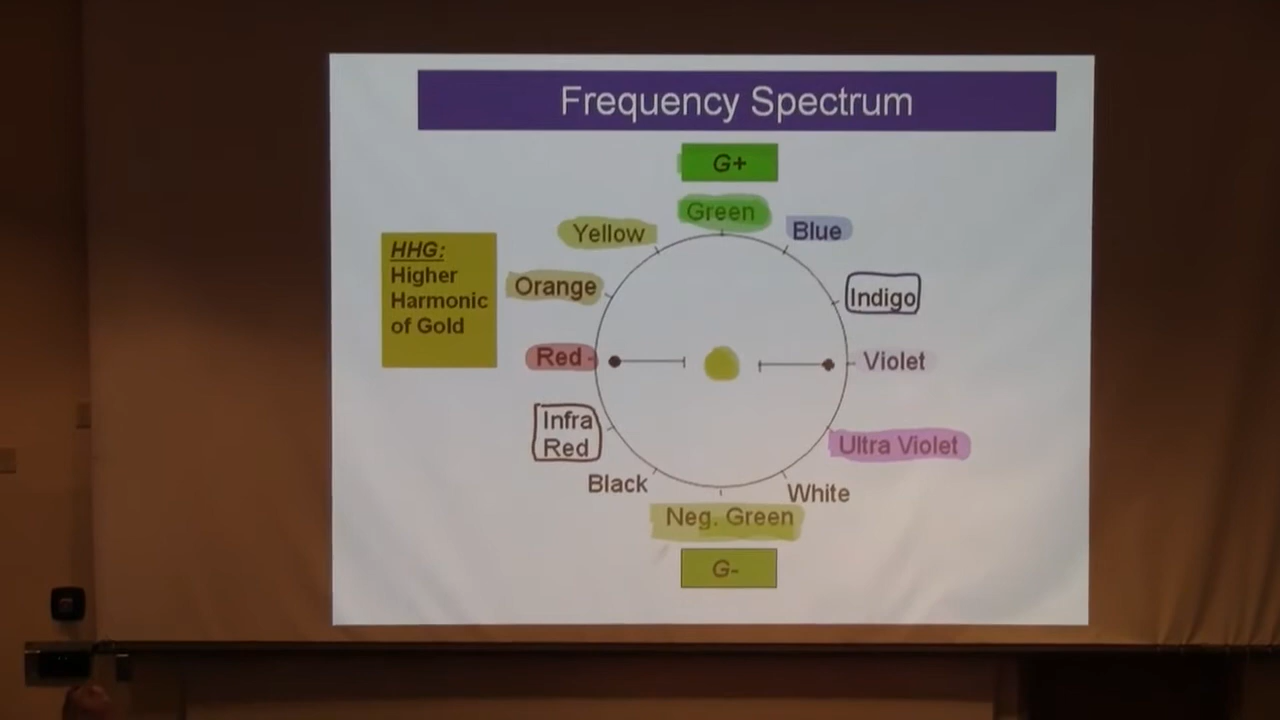 Frequency Spectrum
G+
Green
Yellow
Blue
HHG:
Higher
Harmonic
of Gold
Orange
Indigo
Red -
Violet
Infra
Red
Ultra Violet
Black
White
Neg. Green
G-